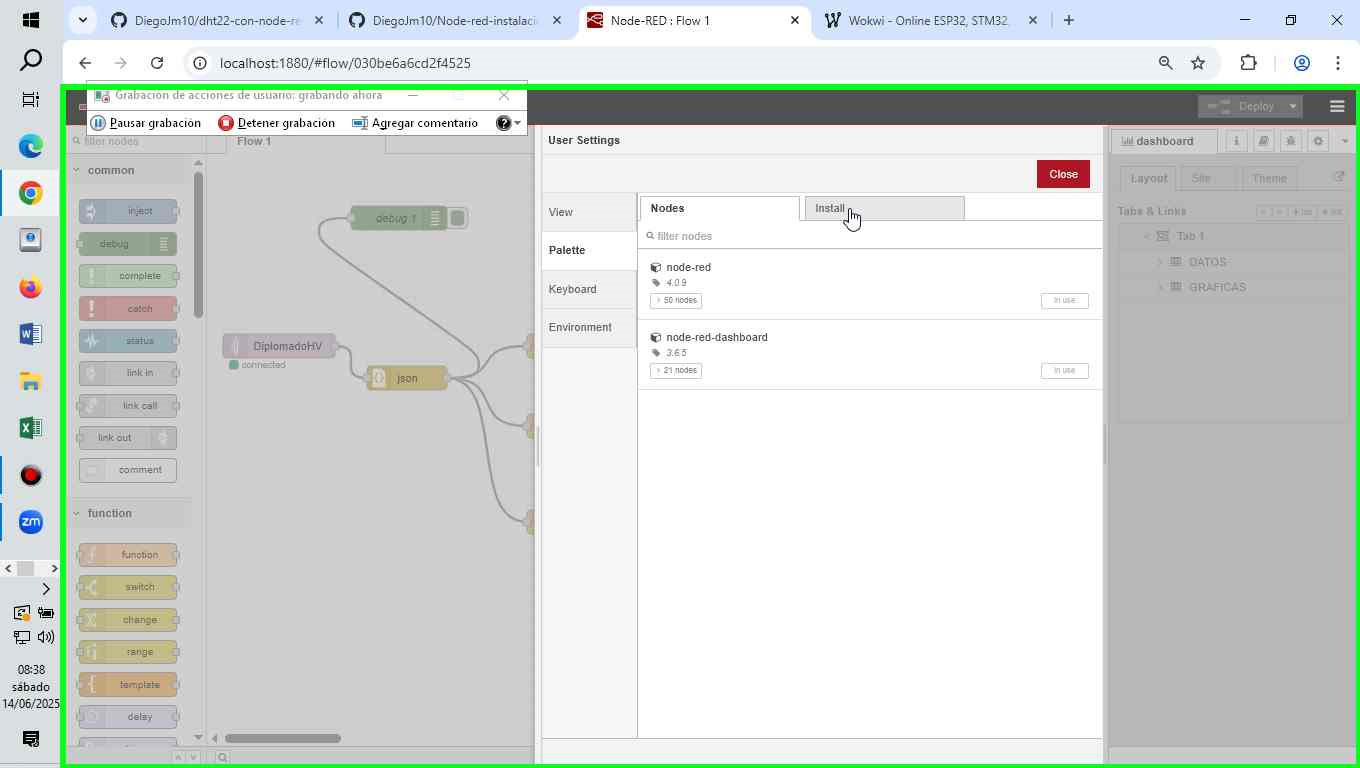 DiegoJm10/dht22-con-node-re
DiegoJm10/Node-red-instalaci
Node-RED : Flow 1
Wokwi - Online ESP32, STM32,
localhost:1880/#flow/030be6a6cd2f4525
Grabación de acciones de usuario: grabando ahora
Pausar grabación
Detener grabación
Agregar comentario
Deploy
filter nodes
Flow 1
User Settings
dashboard
Close
common
inject
debug
complete
catch
status
link in
link call
link out
comment
function
function
switch
change
range
template
delay
debug 1
DiplomadoHV
connected
json
View
Palette
Keyboard
Environment
Nodes
Install
filter nodes
node-red
4.0.9
50 nodes
in use
node-red-dashboard
3.6.5
21 nodes
in use
Layout
Site
Theme
Tabs & Links
Tab 1
DATOS
GRAFICAS
zm
08:38
sábado
14/06/2025